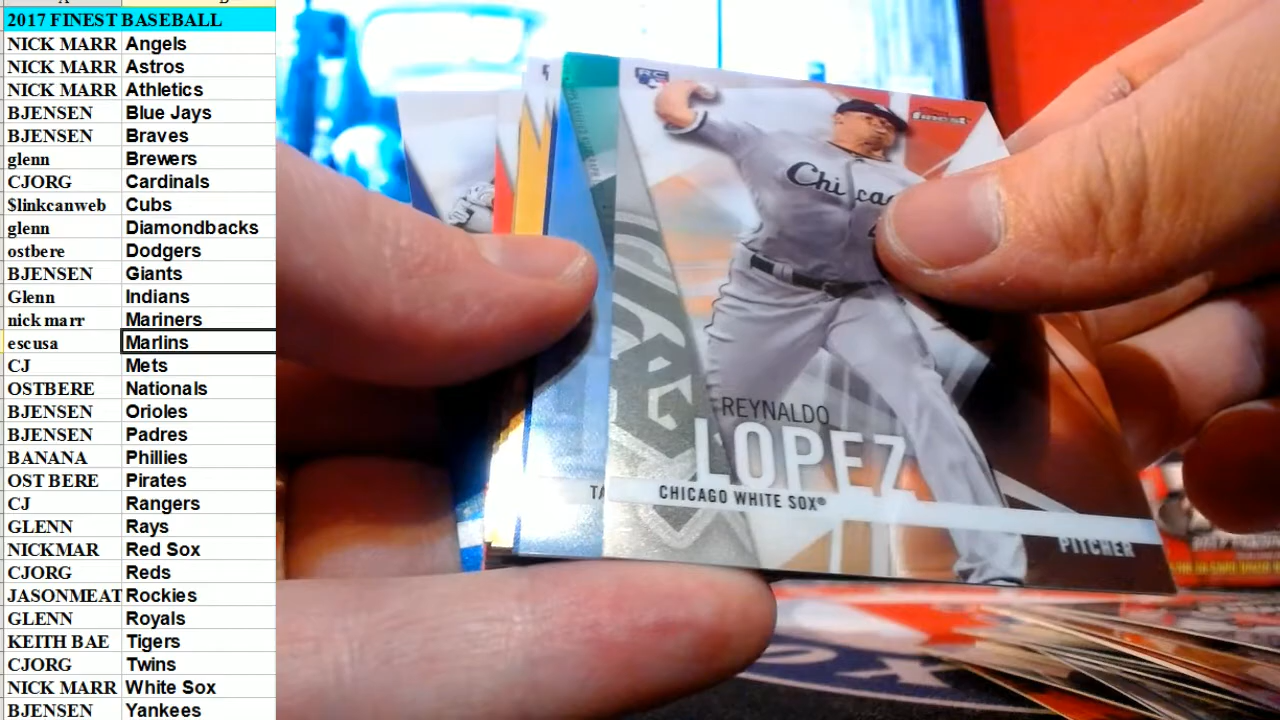 2017 FINEST BASEBALL
NICK MARR Angels
NICK MARR Astros
NICK MARR Athletics
BJENSEN Blue Jays
BJENSEN Braves
glenn Brewers
CJORG Cardinals
$linkcanweb Cubs
glenn Diamondbacks
ostbere Dodgers
BJENSEN Giants
Glenn Indians
nick marr Mariners
escusa Marlins
CJ Mets
OSTBERE Nationals
BJENSEN Orioles
BJENSEN Padres
BANANA Phillies
OST BERE Pirates
CJ Rangers
GLENN Rays
NICKMAR Red Sox
CJORG Reds
JASONMEAT Rockies
GLENN Royals
KEITH BAE Tigers
CJORG Twins
NICK MARR White Sox
BJENSEN Yankees
RC
finest
Chicag
REYNALDO
LOPEZ
CHICAGO WHITE SOX®
PITCHER
TA